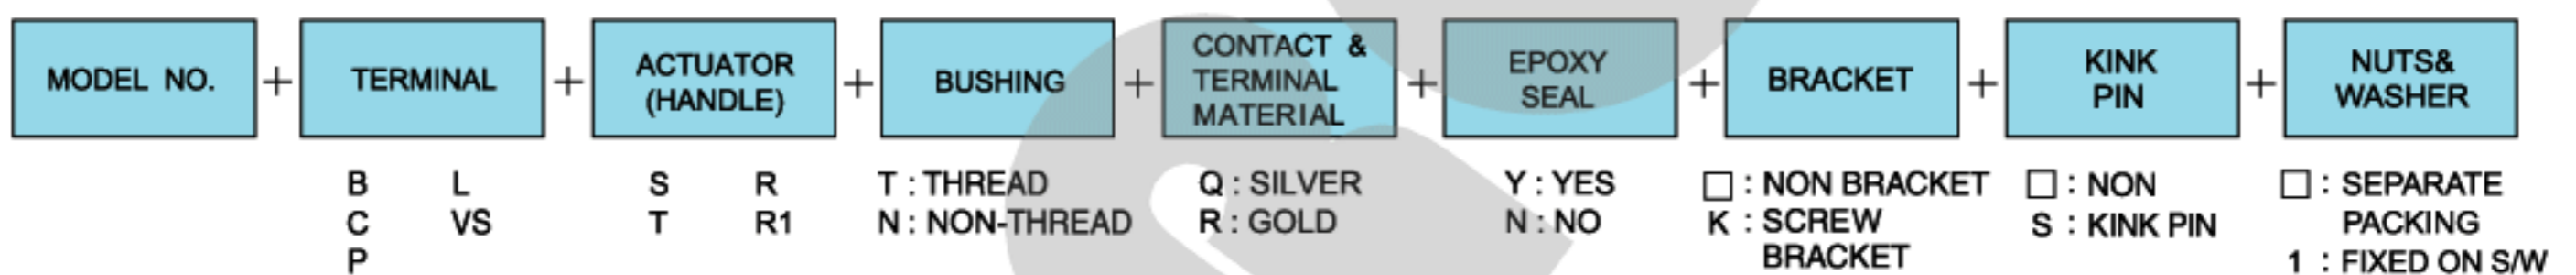 MODEL NO. + TERMINAL + ACTUATOR (HANDLE) + BUSHING + CONTACT & TERMINAL MATERIAL + EPOXY SEAL + BRACKET + KINK PIN + NUTS& WASHER
B L
C VS
P
S R
T R1
T : THREAD
N : NON-THREAD
Q : SILVER
R : GOLD
Y : YES
N : NO
□ : NON BRACKET
K : SCREW
BRACKET
□ : NON
S : KINK PIN
□ : SEPARATE
PACKING
1 : FIXED ON S/W